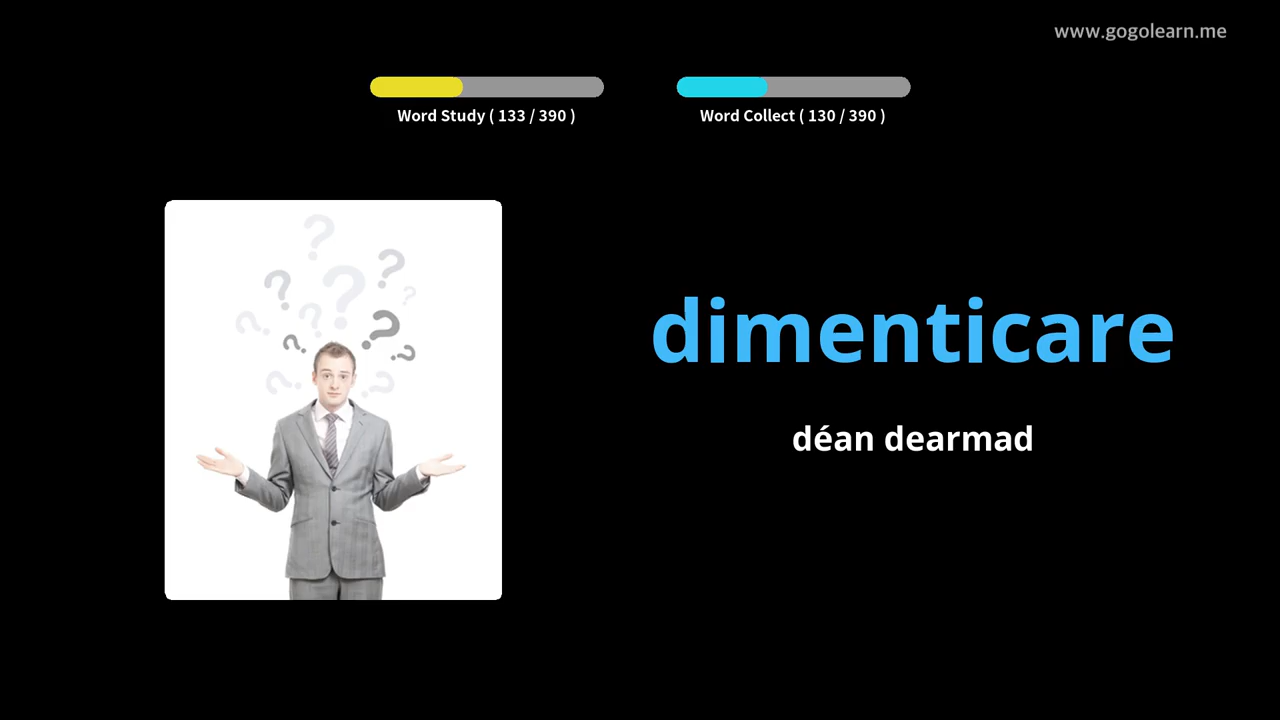 www.gogolearn.me
Word Study ( 133 / 390 )
Word Collect ( 130 / 390 )
dimenticare
déan dearmad